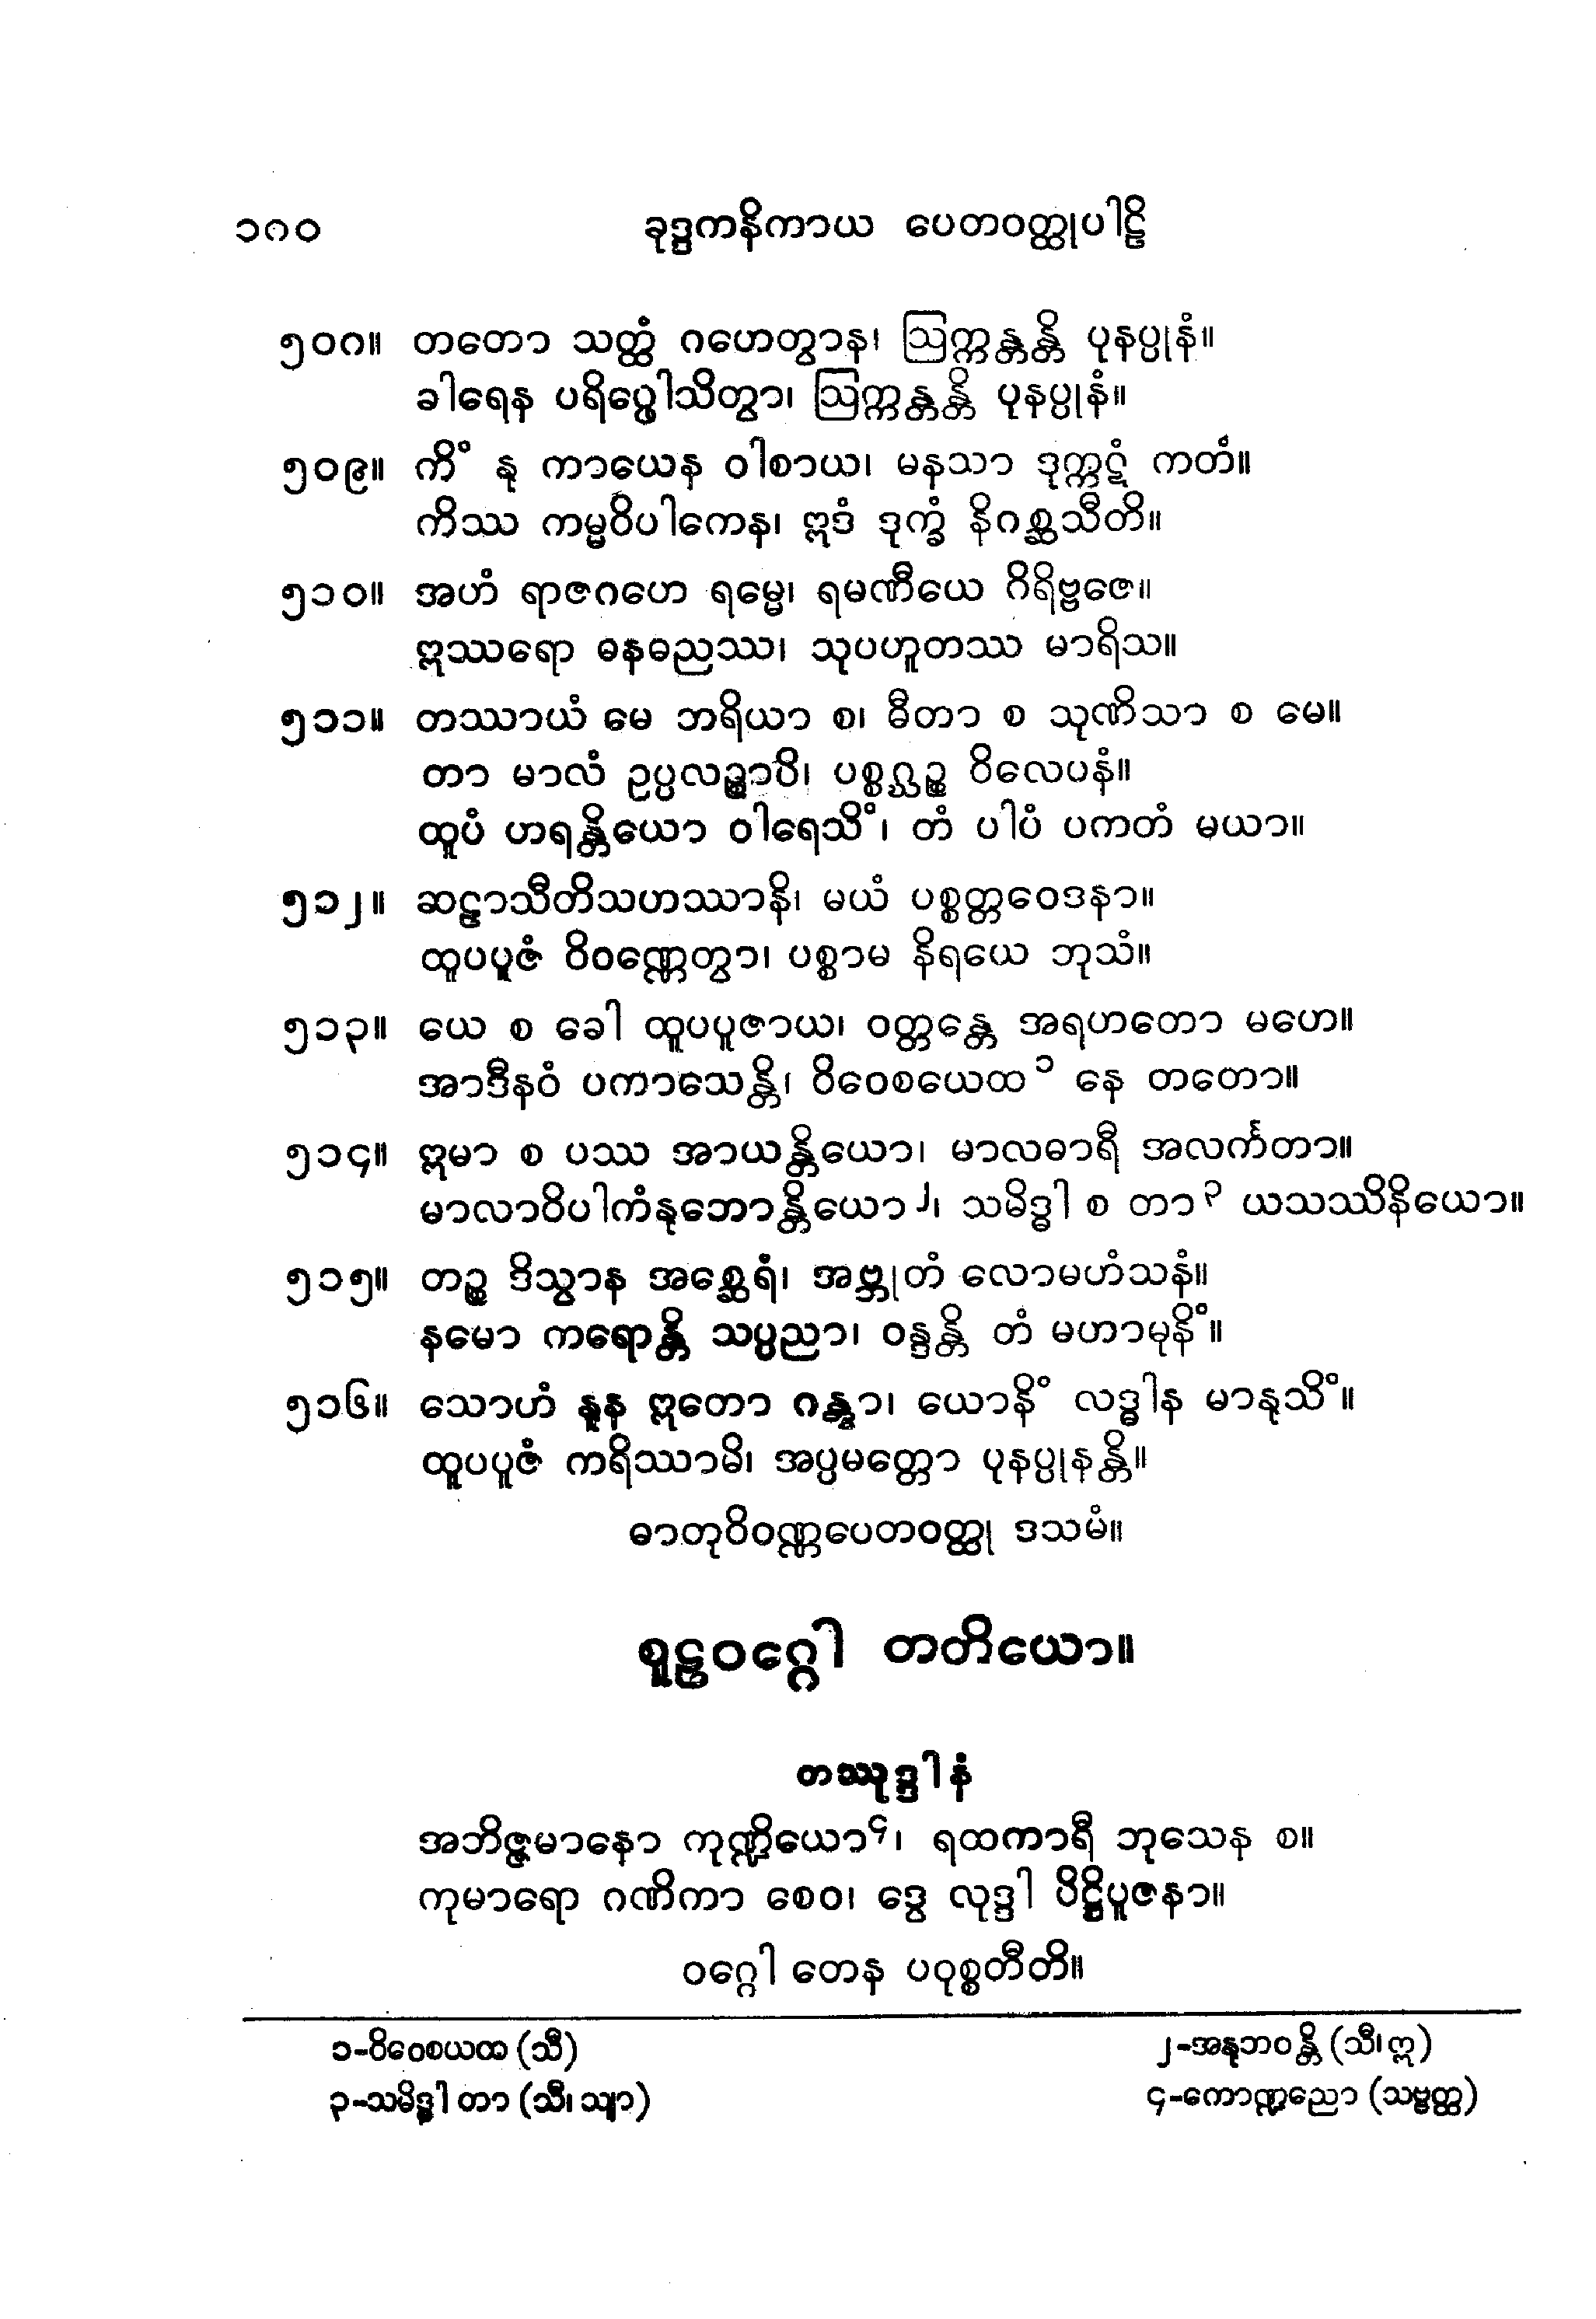 ၁၈၀ ခုဒ္ဒကနိကာယ ပေတဝတ္ထုပါဠိ
၅၀၈။ တတော သတ္ထံ ဂဟေတွာန၊ ဩက္ကန္တန္တိ ပုနပ္ပုနံ။
ခါရေန ပရိပ္ဖေါသိတွာ၊ ဩက္ကန္တန္တိ ပုနပ္ပုနံ။
၅၀၉။ ကိံ နု ကာယေန ဝါစာယ၊ မနသာ ဒုက္ကဋံ ကတံ။
ကိဿ ကမ္မဝိပါကေန၊ ဣဒံ ဒုက္ခံ နိဂစ္ဆသီတိ။
၅၁၀။ အဟံ ရာဇဂဟေ ရမ္မေ၊ ရမဏီယေ ဂိရိဗ္ဗဇေ။
ဣဿရော ဓနဓညဿ၊ သုပဟူတဿ မာရိသ။
၅၁၁။ တဿာယံ မေ ဘရိယာ စ၊ ဓီတာ စ သုဏိသာ စ မေ။
တာ မာလံ ဥပ္ပလဉ္စာပိ၊ ပစ္စဂ္ဃဉ္စ ဝိလေပနံ။
ထူပံ ဟရန္တိယော ဝါရေသိံ၊ တံ ပါပံ ပကတံ မယာ။
၅၁၂။ ဆဠာသီတိသဟဿာနိ၊ မယံ ပစ္စတ္တဝေဒနာ။
ထူပပူဇံ ဝိဝဏ္ဏေတွာ၊ ပစ္စာမ နိရယေ ဘုသံ။
၅၁၃။ ယေ စ ခေါ ထူပပူဇာယ၊ ဝတ္တန္တေ အရဟတော မဟေ။
အာဒီနဝံ ပကာသေန္တိ၊ ဝိဝေစယေထ၁ နေ တတော။
၅၁၄။ ဣမာ စ ပဿ အာယန္တိယော၊ မာလဓာရီ အလင်္ကတာ။
မာလာဝိပါကံနုဘောန္တိယော၂၊ သမိဒ္ဓါ စ တာ၃ ယသဿိနိယော။
၅၁၅။ တဉ္စ ဒိသွာန အစ္ဆေရံ၊ အဗ္ဘုတံ လောမဟံသနံ။
နမော ကရောန္တိ သပ္ပညာ၊ ဝန္ဒန္တိ တံ မဟာမုနိံ။
၅၁၆။ သောဟံ နူန ဣတော ဂန္တွာ၊ ယောနိံ လဒ္ဓါန မာနုသိံ။
ထူပပူဇံ ကရိဿာမိ၊ အပ္ပမတ္တော ပုနပ္ပုနန္တိ။
ဓာတုဝိဝဏ္ဏပေတဝတ္ထု ဒသမံ။
စူဠဝဂ္ဂေါ တတိယော။
တဿုဒ္ဒါနံ
အဘိဇ္ဇမာနော ကုဏ္ဍိယော၄၊ ရထကာရီ ဘုသေန စ။
ကုမာရော ဂဏိကာ စေဝ၊ ဒွေ လုဒ္ဒါ ပိဋ္ဌိပူဇနာ။
ဝဂ္ဂေါ တေန ပဝုစ္စတီတိ။
၁-ဝိဝေစယထ (သီ) ၂-အနုဘဝန္တိ (သီ၊ ဣ)
၃-သမိဒ္ဓါ တာ (သီ၊ သျာ) ၄-ကောဏ္ဍညော (သဗ္ဗတ္ထ)